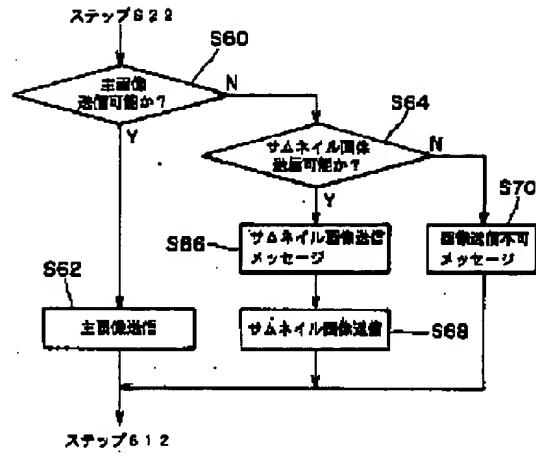 ステップS22
S60
主画像
送信可能か?
N
Y
S64
サムネイル画像
送信可能か?
N
Y
S70
S66
サムネイル画像送信
メッセージ
画像送信不可
メッセージ
S62
主画像送信
サムネイル画像送信
S68
ステップS12